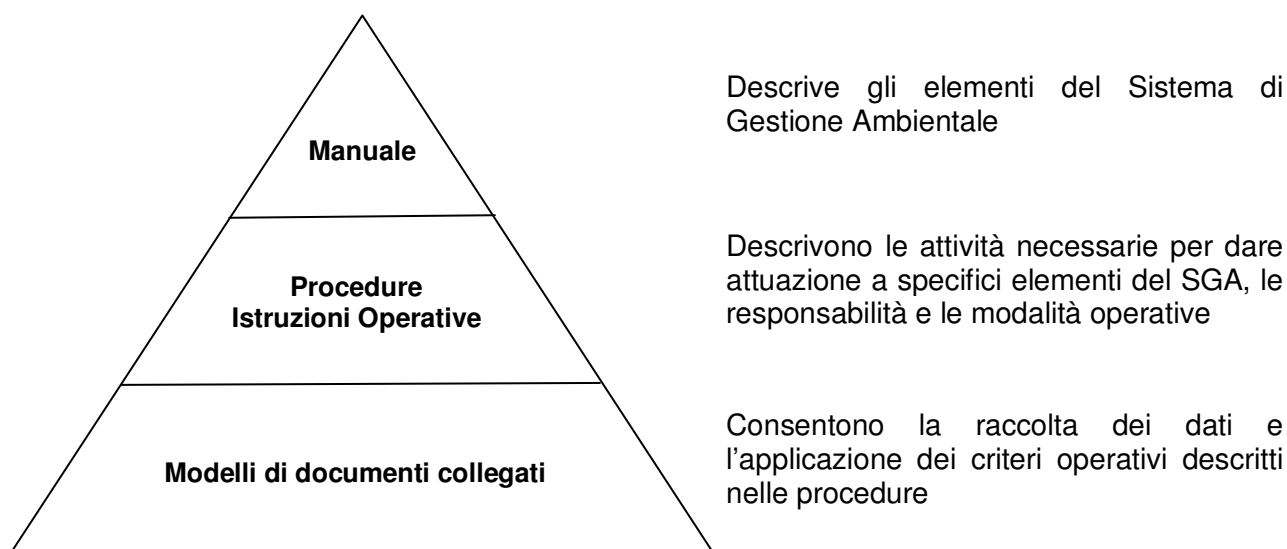 Descrive gli elementi del Sistema di
Gestione Ambientale
Manuale
Descrivono le attività necessarie per dare
attuazione a specifici elementi del SGA, le
responsabilità e le modalità operative
Procedure
Istruzioni Operative
Consentono la raccolta dei dati e
l’applicazione dei criteri operativi descritti
nelle procedure
Modelli di documenti collegati